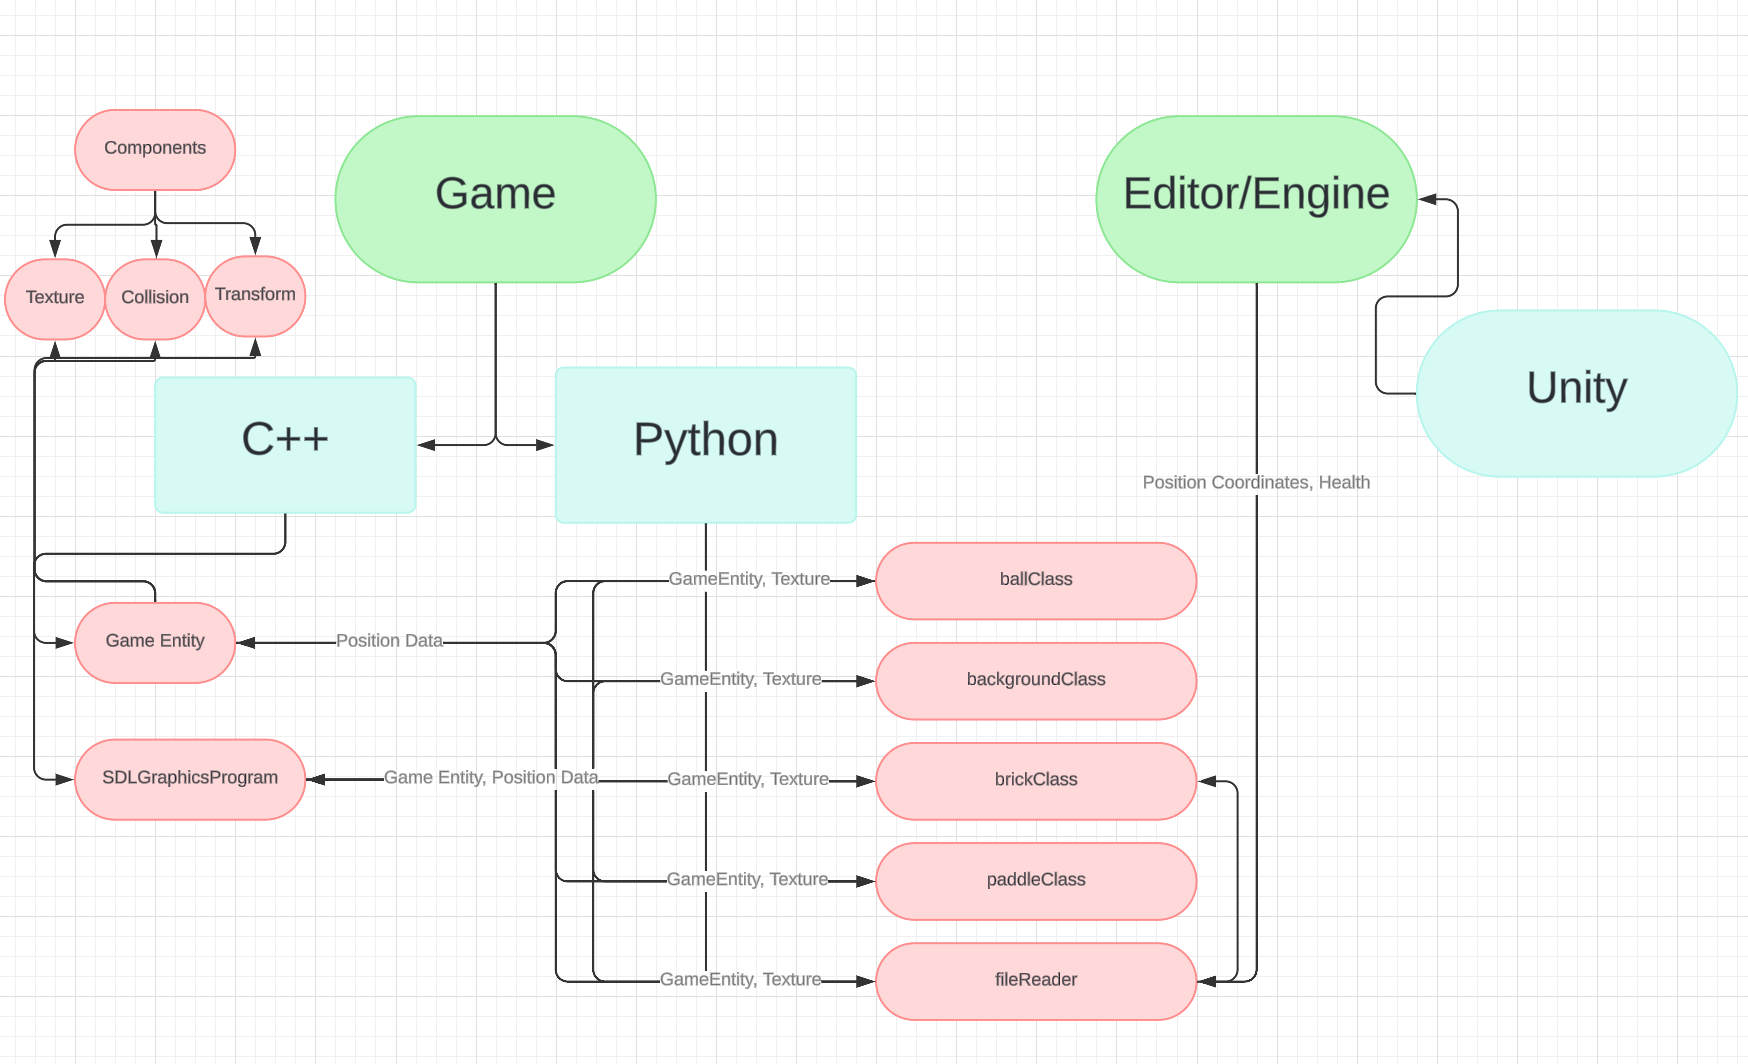 Components
Game
Editor/Engine
Texture
Collision
Transform
Unity
C++
Python
Position Coordinates, Health
GameEntity, Texture
ballClass
Game Entity
Position Data
GameEntity, Texture
backgroundClass
SDLGraphicsProgram
Game Entity, Position Data
GameEntity, Texture
brickClass
GameEntity, Texture
paddleClass
GameEntity, Texture
fileReader